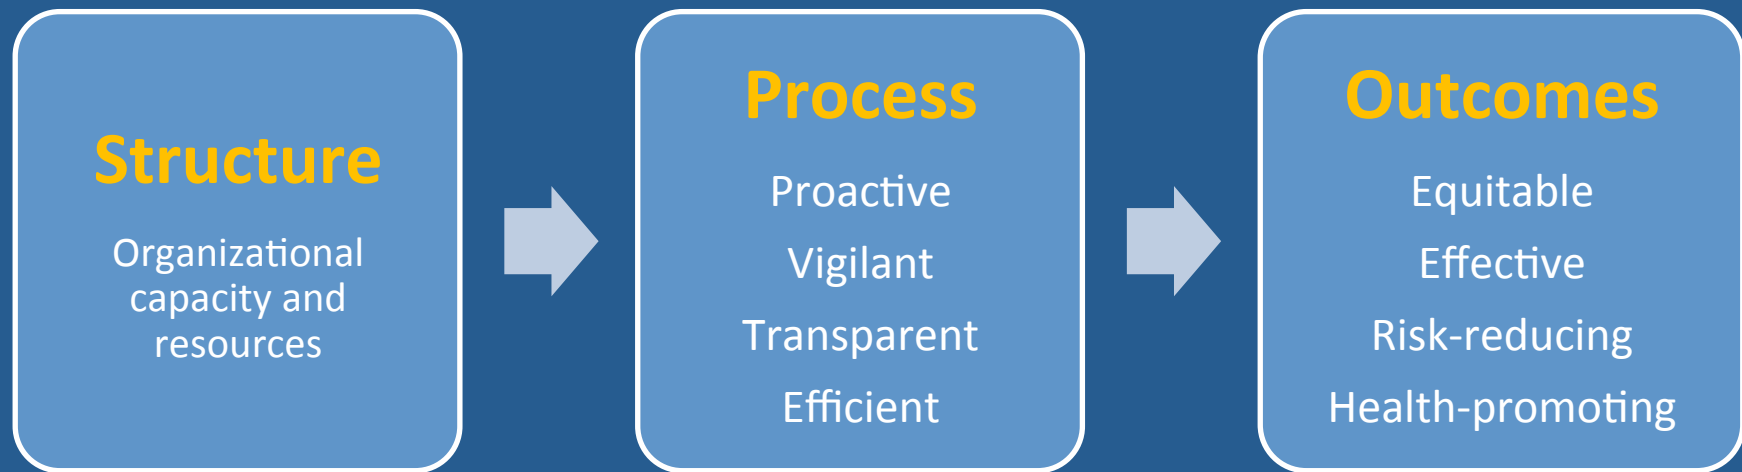 Structure
Organizational
capacity and
resources
Process
Proactive
Vigilant
Transparent
Efficient
Outcomes
Equitable
Effective
Risk-reducing
Health-promoting